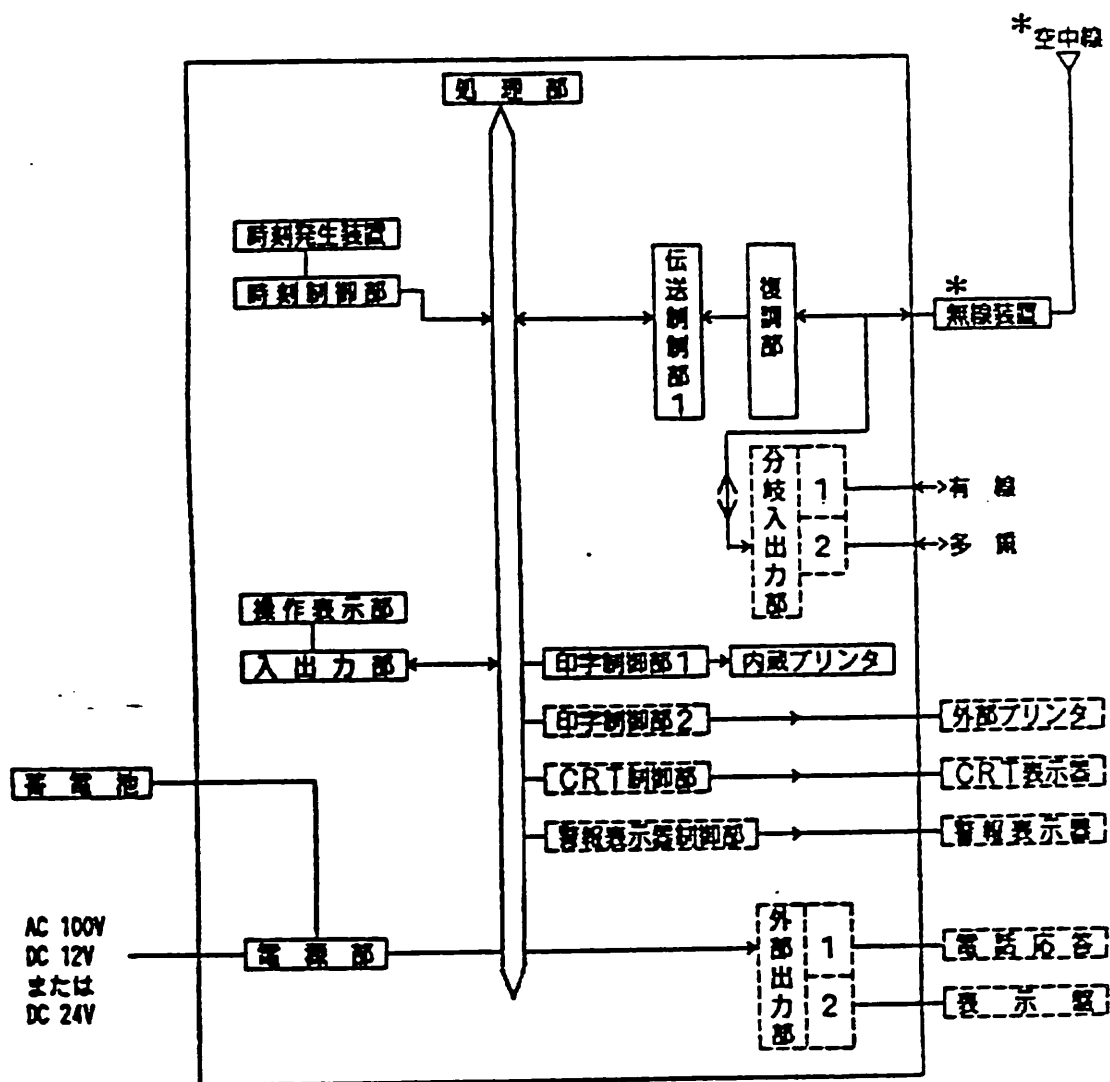 *空中線
処理部
時刻発生装置
時刻制御部
伝送制御部1
復調部
*
無線装置
分岐入出力部
1
2
有線
多重
操作表示部
入出力部
印字制御部1
内蔵プリンタ
印字制御部2
外部プリンタ
CRT制御部
CRT表示器
警報表示器制御部
警報表示器
蓄電池
AC 100V
DC 12V
または
DC 24V
電源部
外部出力部
1
2
電話応答
表示盤